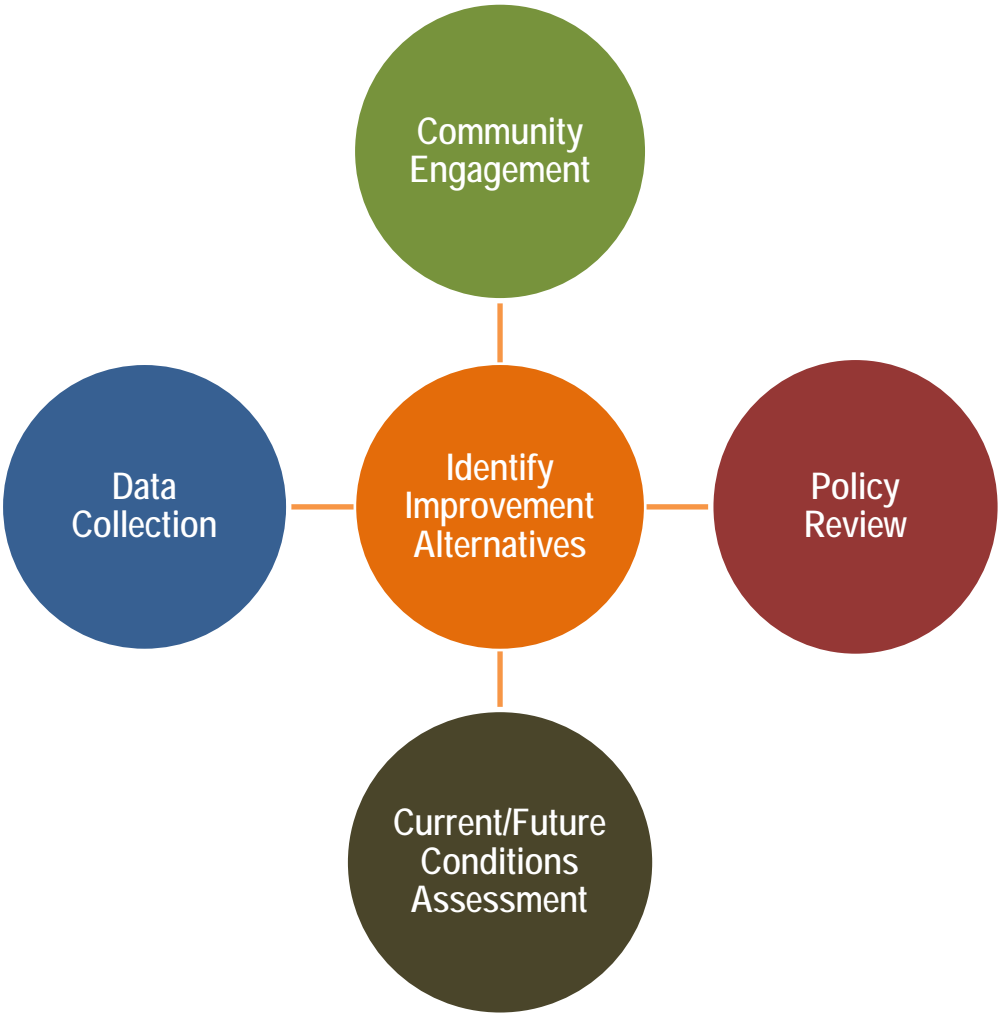 Community
Engagement
Data
Collection
Identify
Improvement
Alternatives
Policy
Review
Current/Future
Conditions
Assessment